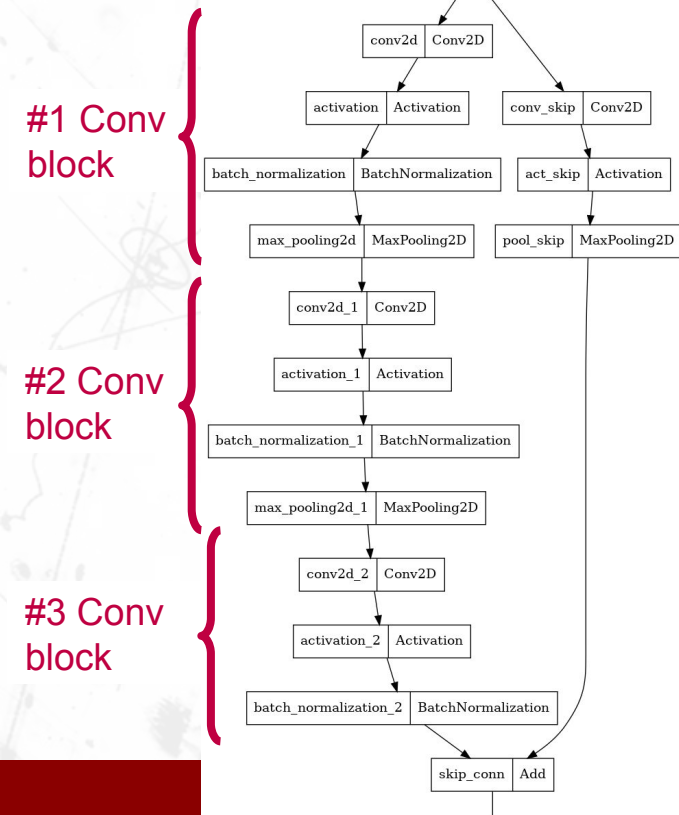 conv2d Conv2D
activation Activation
conv_skip Conv2D
#1 Conv
block
batch_normalization BatchNormalization
act_skip Activation
max_pooling2d MaxPooling2D
pool_skip MaxPooling2D
conv2d_1 Conv2D
#2 Conv
block
activation_1 Activation
batch_normalization_1 BatchNormalization
max_pooling2d_1 MaxPooling2D
conv2d_2 Conv2D
#3 Conv
block
activation_2 Activation
batch_normalization_2 BatchNormalization
skip_conn Add